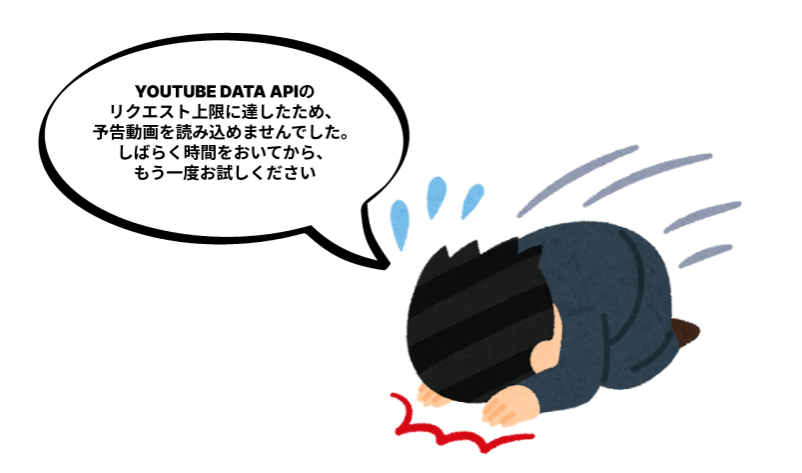 YOUTUBE DATA APIの
リクエスト上限に達したため、
予告動画を読み込めませんでした。
しばらく時間をおいてから、
もう一度お試しください